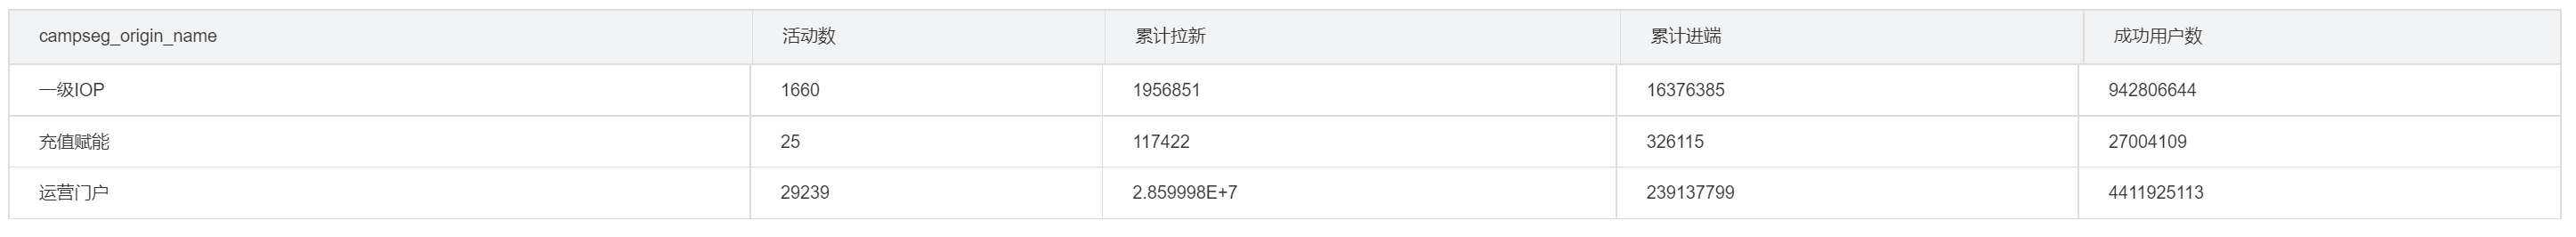 campseg_origin_name 活动数 累计拉新 累计进端 成功用户数
一级IOP 1660 1956851 16376385 942806644
充值赋能 25 117422 326115 27004109
运营门户 29239 2.859998E+7 239137799 4411925113